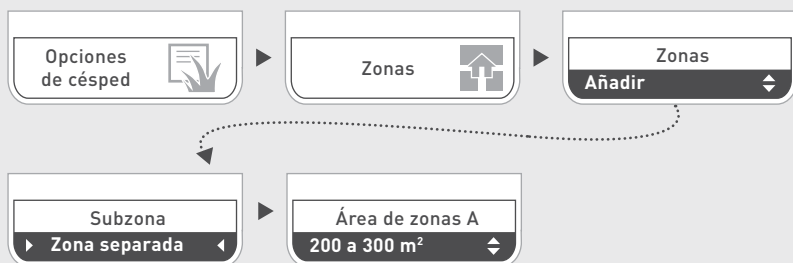 Opciones
de césped
Zonas
Zonas
Añadir
Subzona
Zona separada
Área de zonas A
200 a 300 m²